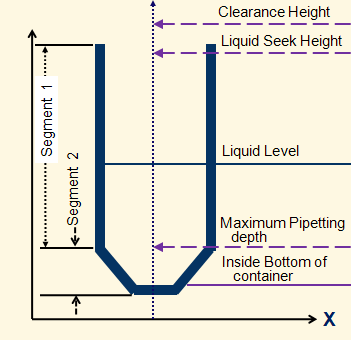 Clearance Height
Liquid Seek Height
Segment 1
Segment 2
Liquid Level
Maximum Pipetting
depth
Inside Bottom of
container
X